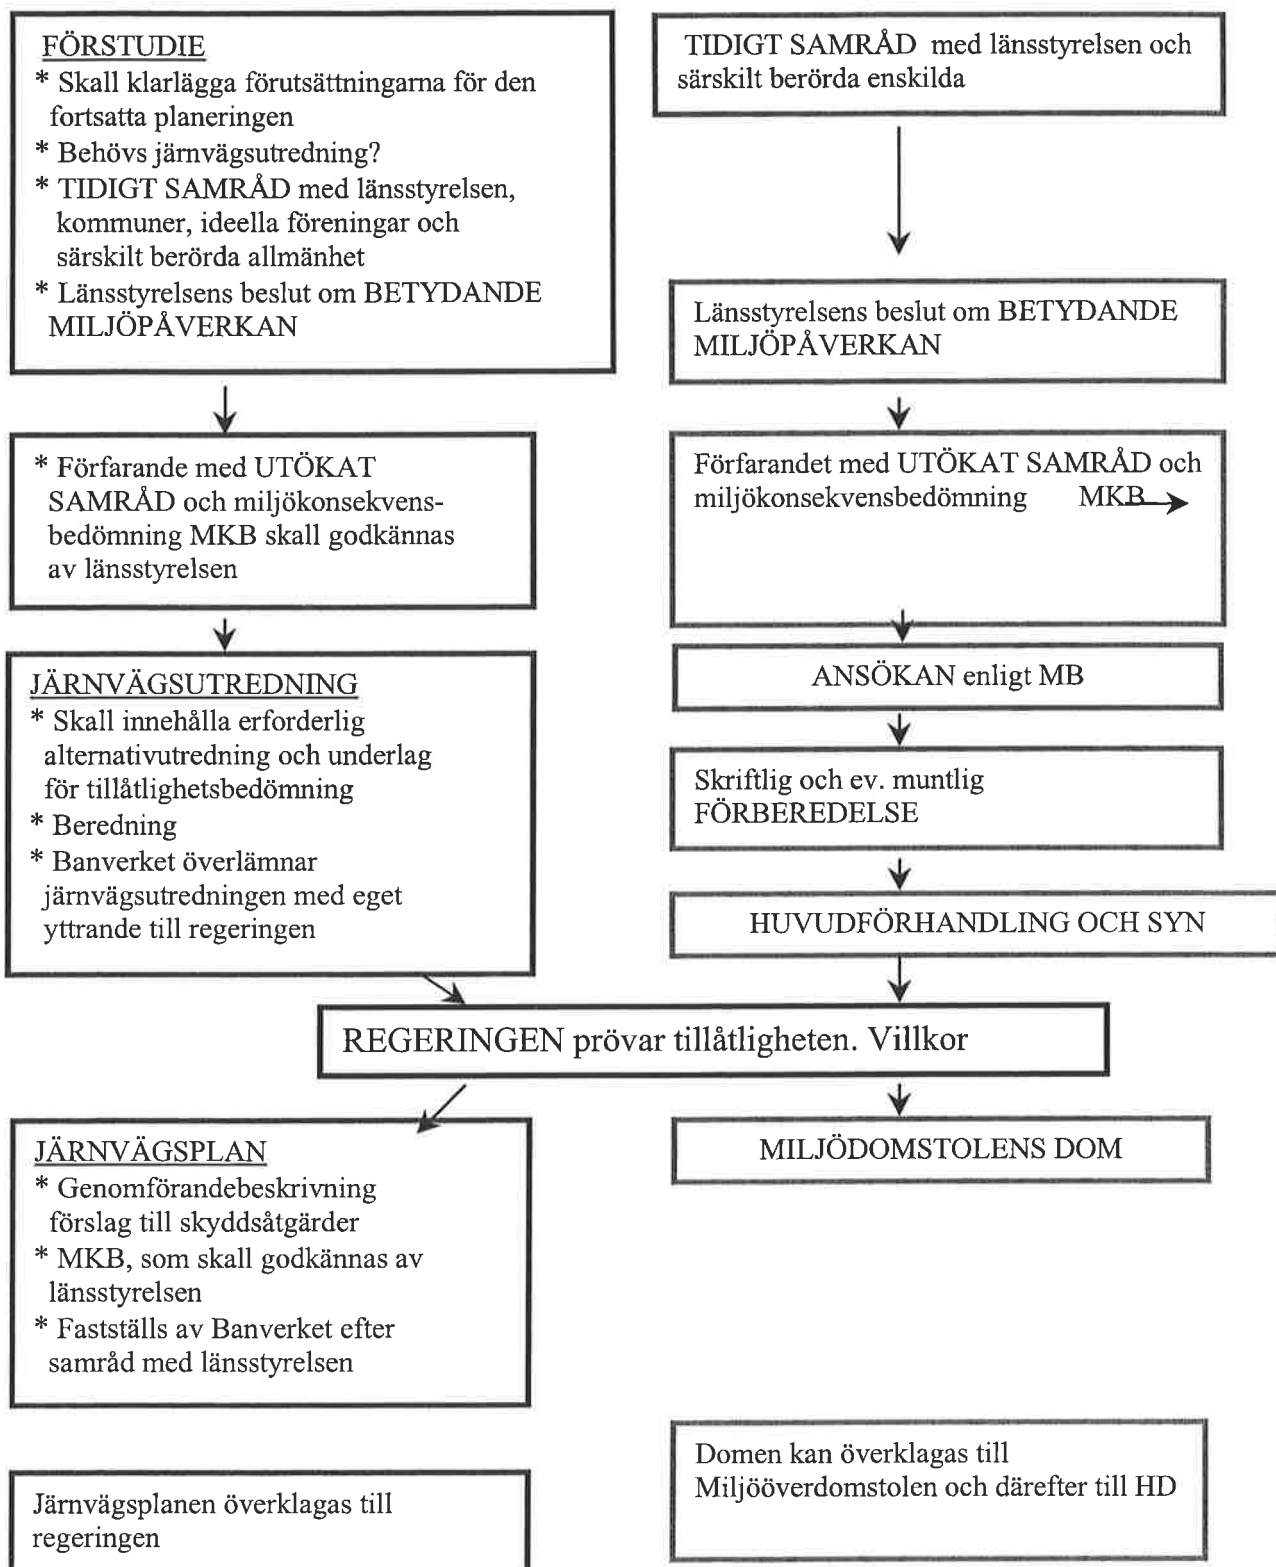 FÖRSTUDIE
* Skall klarlägga förutsättningarna för den
fortsatta planeringen
* Behövs järnvägsutredning?
* TIDIGT SAMRÅD med länsstyrelsen,
kommuner, ideella föreningar och
särskilt berörda allmänhet
* Länsstyrelsens beslut om BETYDANDE
MILJÖPÅVERKAN
* Förfarande med UTÖKAT
SAMRÅD och miljökonsekvens-
bedömning MKB skall godkännas
av länsstyrelsen
JÄRNVÄGSUTREDNING
* Skall innehålla erforderlig
alternativutredning och underlag
för tillåtlighetsbedömning
* Beredning
* Banverket överlämnar
järnvägsutredningen med eget
yttrande till regeringen
TIDIGT SAMRÅD med länsstyrelsen och
särskilt berörda enskilda
Länsstyrelsens beslut om BETYDANDE
MILJÖPÅVERKAN
Förfarandet med UTÖKAT SAMRÅD och
miljökonsekvensbedömning MKB
ANSÖKAN enligt MB
Skriftlig och ev. muntlig
FÖRBEREDELSE
HUVUDFÖRHANDLING OCH SYN
REGERINGEN prövar tillåtligheten. Villkor
JÄRNVÄGSPLAN
* Genomförandebeskrivning
förslag till skyddsåtgärder
* MKB, som skall godkännas av
länsstyrelsen
* Fastställs av Banverket efter
samråd med länsstyrelsen
Järnvägsplanen överklagas till
regeringen
MILJÖDOMSTOLENS DOM
Domen kan överklagas till
Miljööverdomstolen och därefter till HD